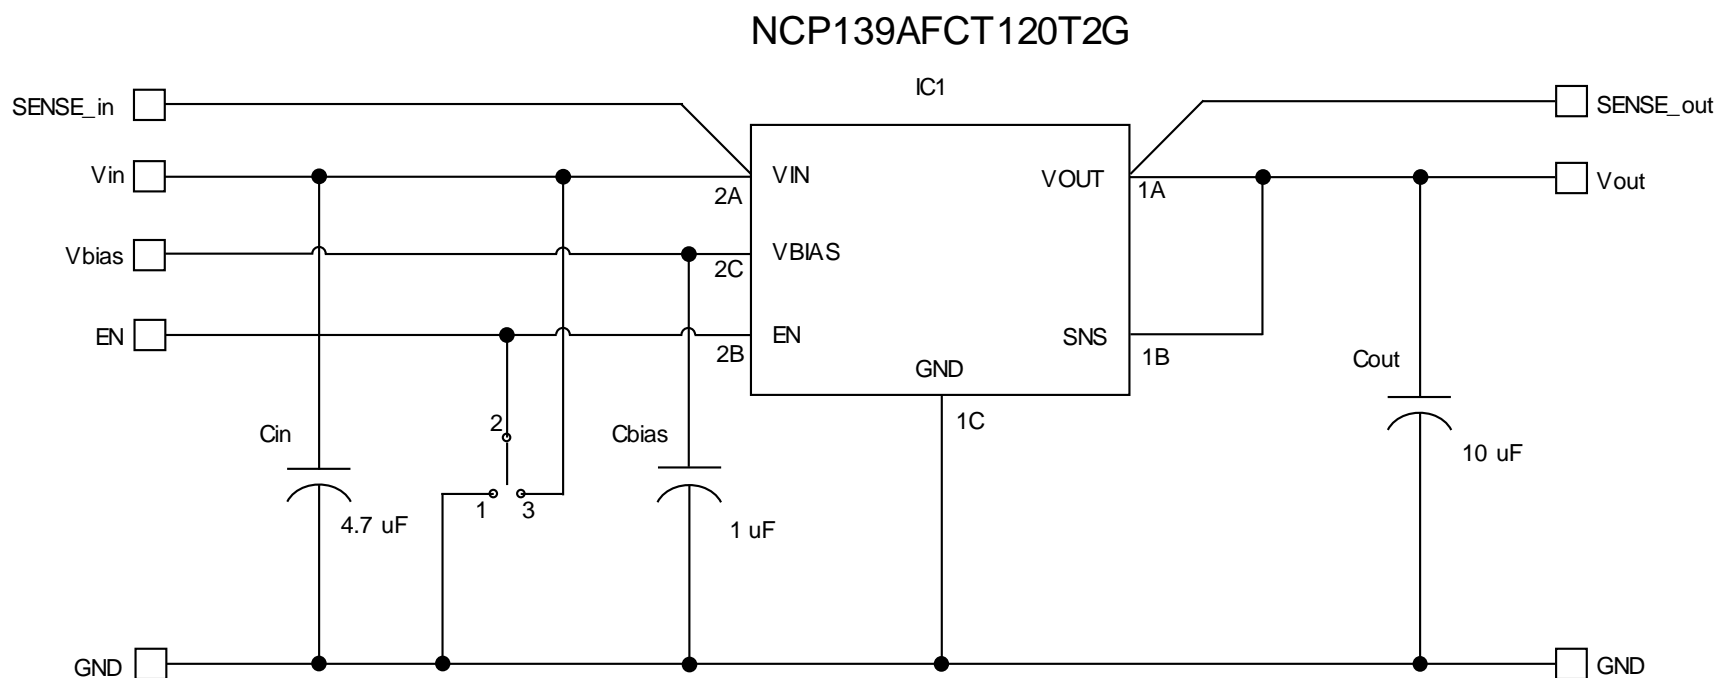 NCP139AFCT120T2G
IC1
SENSE_in
SENSE_out
Vin
VIN
VOUT
Vout
2A
1A
Vbias
VBIAS
2C
EN
EN
SNS
2B
1B
GND
Cout
1C
Cin
2
Cbias
10 uF
1
3
4.7 uF
1 uF
GND
GND